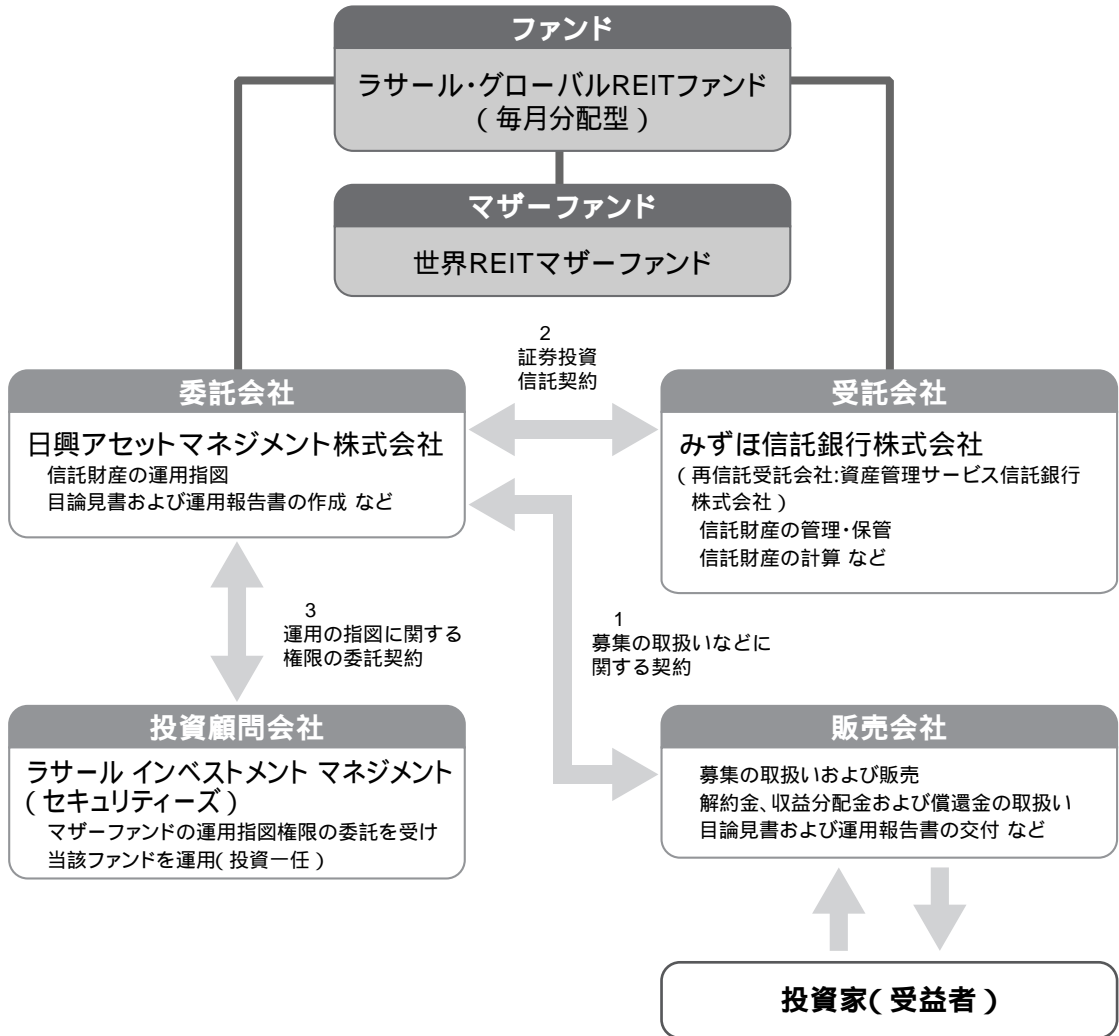 ファンド
ラサール・グローバルREITファンド
(毎月分配型)
マザーファンド
世界REITマザーファンド
2
証券投資
信託契約
委託会社
日興アセットマネジメント株式会社
信託財産の運用指図
目論見書および運用報告書の作成 など
受託会社
みずほ信託銀行株式会社
(再信託受託会社:資産管理サービス信託銀行
株式会社)
信託財産の管理・保管
信託財産の計算 など
3
運用の指図に関する
権限の委託契約
1
募集の取扱いなどに
関する契約
投資顧問会社
ラサール インベストメント マネジメント
(セキュリティーズ)
マザーファンドの運用指図権限の委託を受け
当該ファンドを運用(投資一任)
販売会社
募集の取扱いおよび販売
解約金、収益分配金および償還金の取扱い
目論見書および運用報告書の交付 など
投資家(受益者)